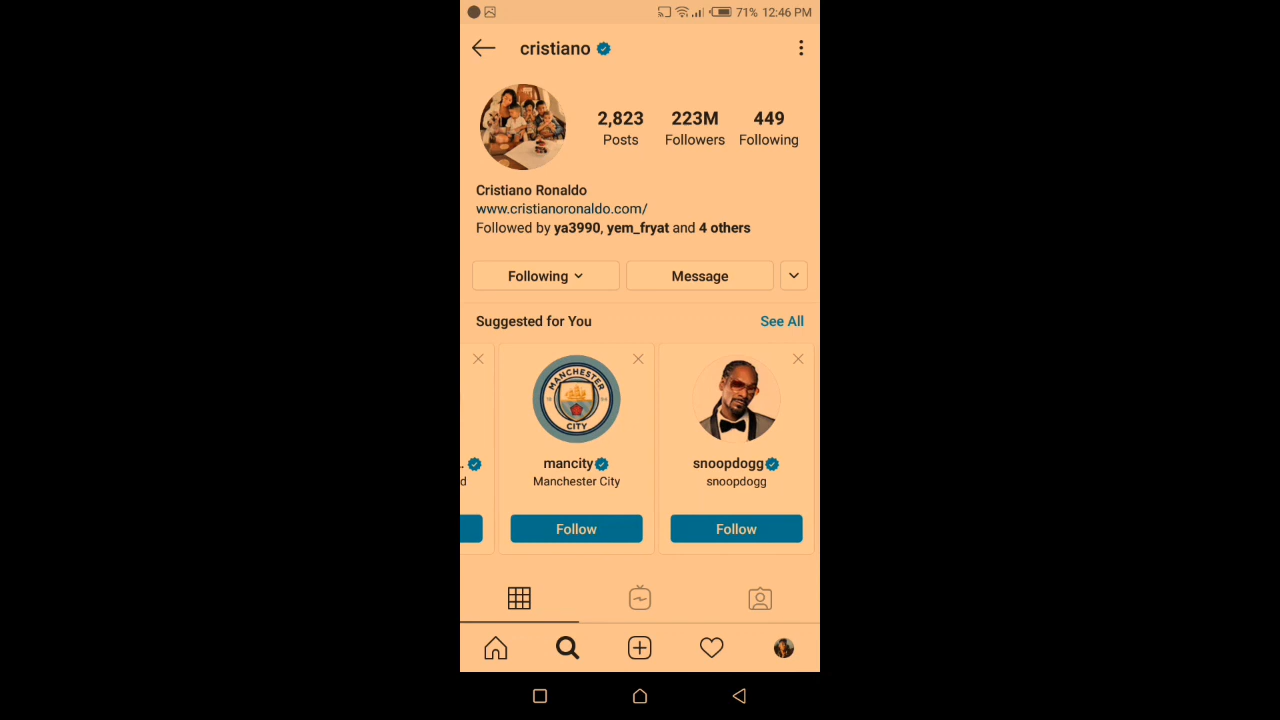 71% 12:46 PM
cristiano
2,823 223M 449
Posts Followers Following
Cristiano Ronaldo
www.cristianoronaldo.com/
Followed by ya3990, yem_fryat and 4 others
Following Message
Suggested for You See All
MANCHESTER
CITY
. mancity snoopdogg
d Manchester City snoopdogg
Follow Follow